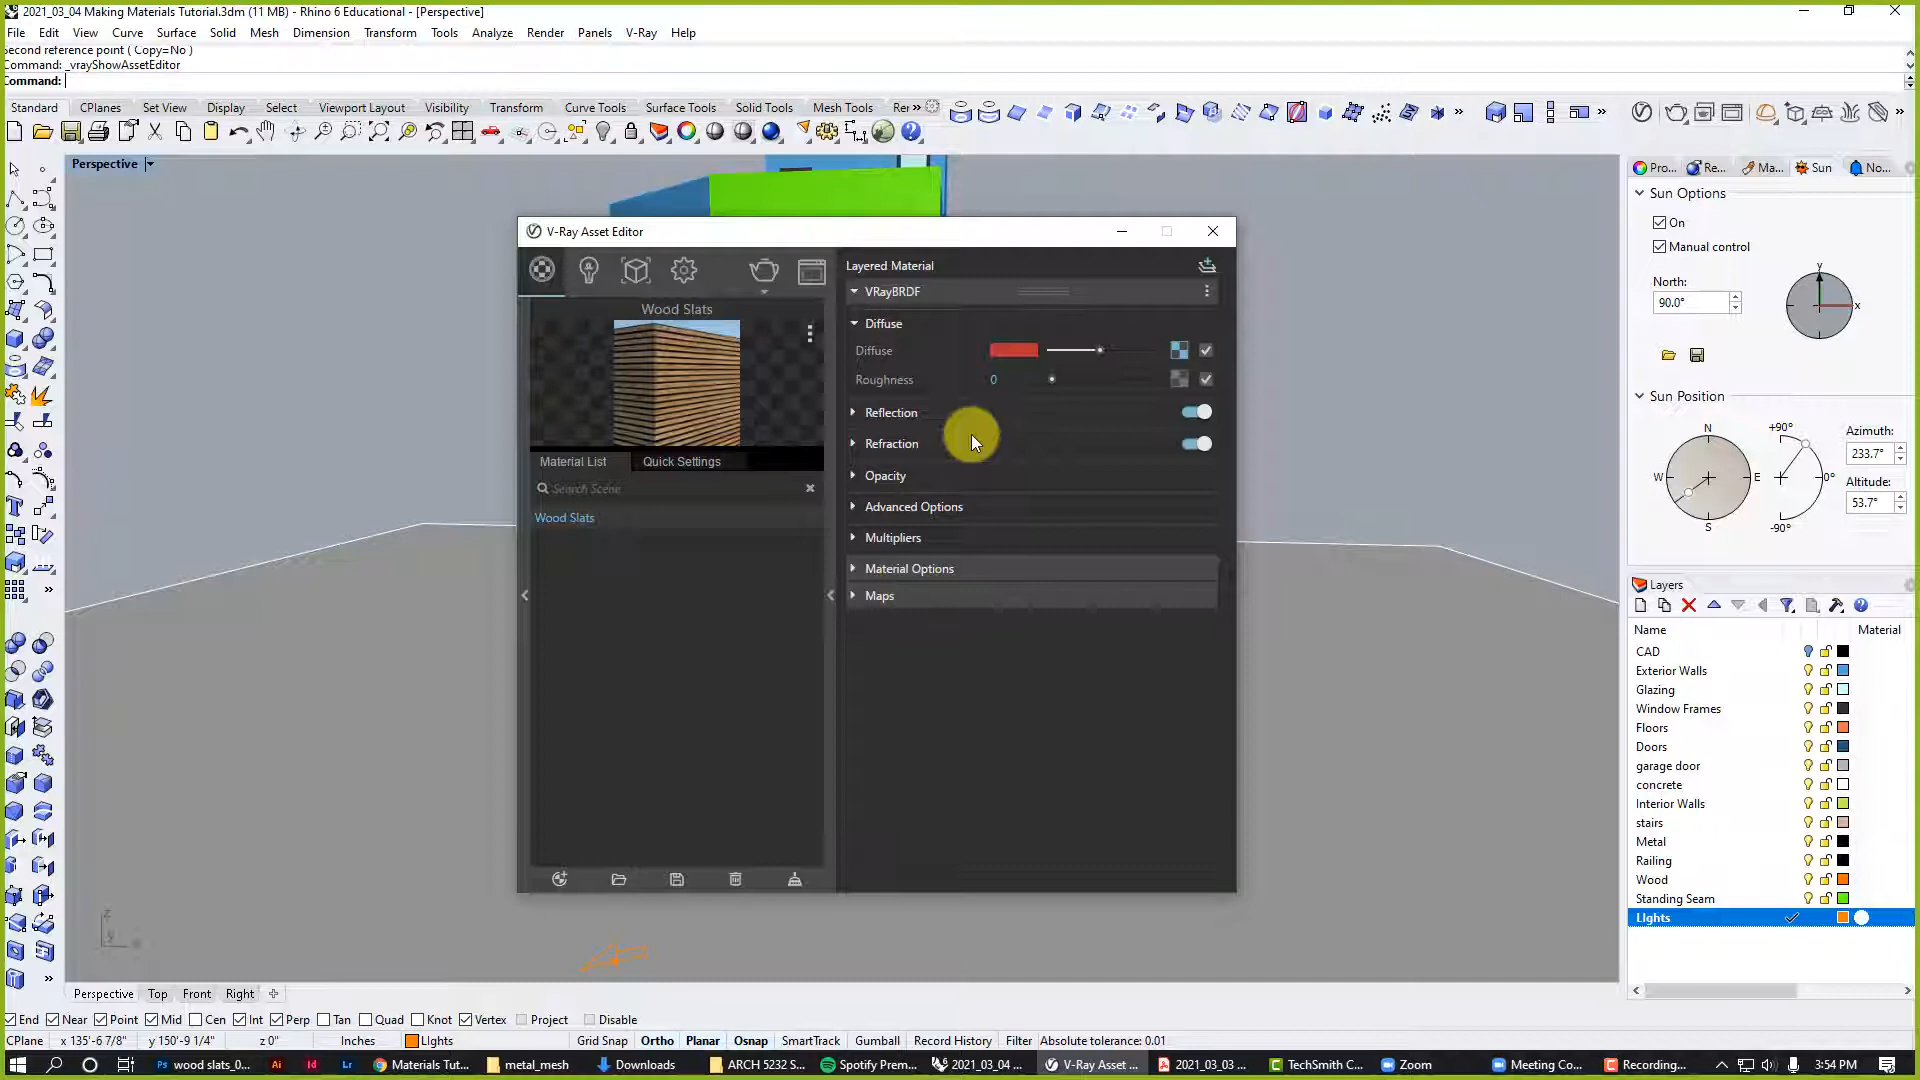 2021_03_04 Making Materials Tutorial.3dm (11 MB) - Rhino 6 Educational - [Perspective]
File Edit View Curve Surface Solid Mesh Dimension Transform Tools Analyze Render Panels V-Ray Help
Second reference point ( Copy=No )
Command: _vrayShowAssetEditor
Command:
Standard CPlanes Set View Display Select Viewport Layout Visibility Transform Curve Tools Surface Tools Solid Tools Mesh Tools Rer »
Perspective
Pro... Re... Ma... Sun No...
Sun Options
On
Manual control
North:
90.0°
y
x
Sun Position
N
W
E
S
+90°
0°
-90°
Azimuth:
233.7°
Altitude:
53.7°
V-Ray Asset Editor
Wood Slats
Material List Quick Settings
Search Scene
Wood Slats
Layered Material
VRayBRDF
Diffuse
Diffuse
Roughness 0
Reflection
Refraction
Opacity
Advanced Options
Multipliers
Material Options
Maps
Layers
Name Material
CAD
Exterior Walls
Glazing
Window Frames
Floors
Doors
garage door
concrete
Interior Walls
stairs
Metal
Railing
Wood
Standing Seam
LIghts
z
y
Perspective Top Front Right
End Near Point Mid Cen Int Perp Tan Quad Knot Vertex Project Disable
CPlane x 135'-6 7/8" y 150'-9 1/4" z 0" Inches LIghts Grid Snap Ortho Planar Osnap SmartTrack Gumball Record History Filter Absolute tolerance: 0.01
Ps wood slats_0... Ai Id Lr Materials Tut... metal_mesh Downloads ARCH 5232 S... Spotify Prem... 2021_03_04 ... V-Ray Asset ... 2021_03_03 ... TechSmith C... Zoom Meeting Co... Recording... 3:54 PM